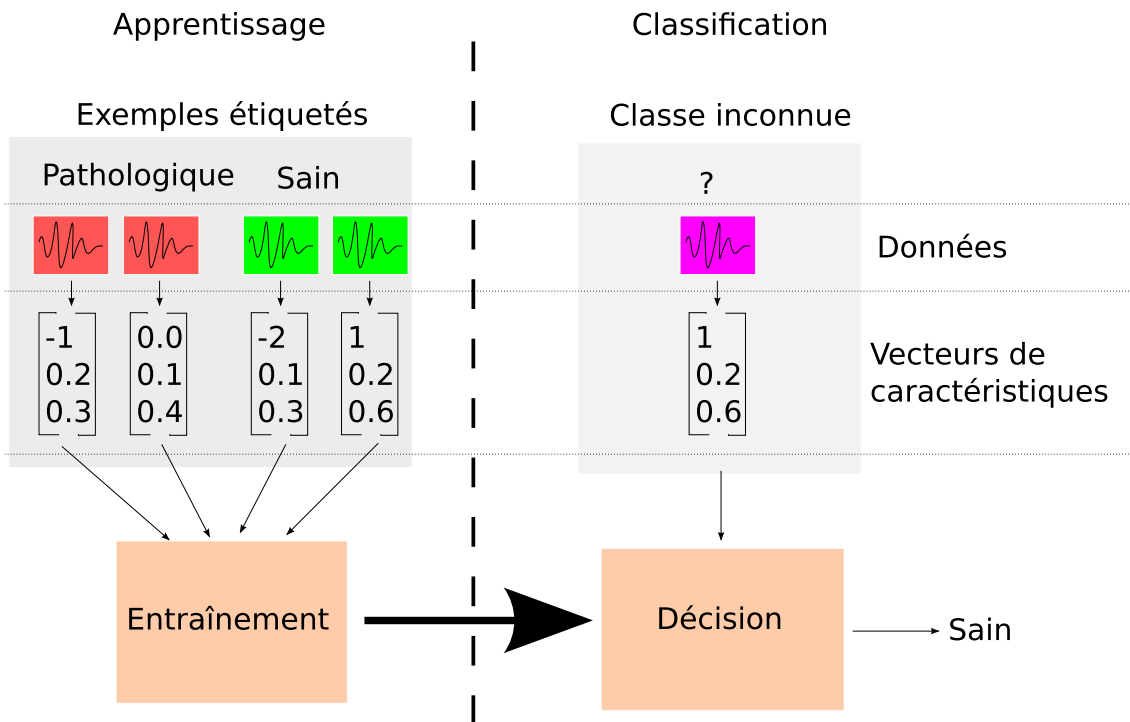 Apprentissage
Classification
Exemples étiquetés
Classe inconnue
Pathologique Sain
?
Données
-1 0.0 -2 1 1
0.2 0.1 0.1 0.2 0.2
0.3 0.4 0.3 0.6 0.6
Vecteurs de
caractéristiques
Entraînement
Décision
Sain